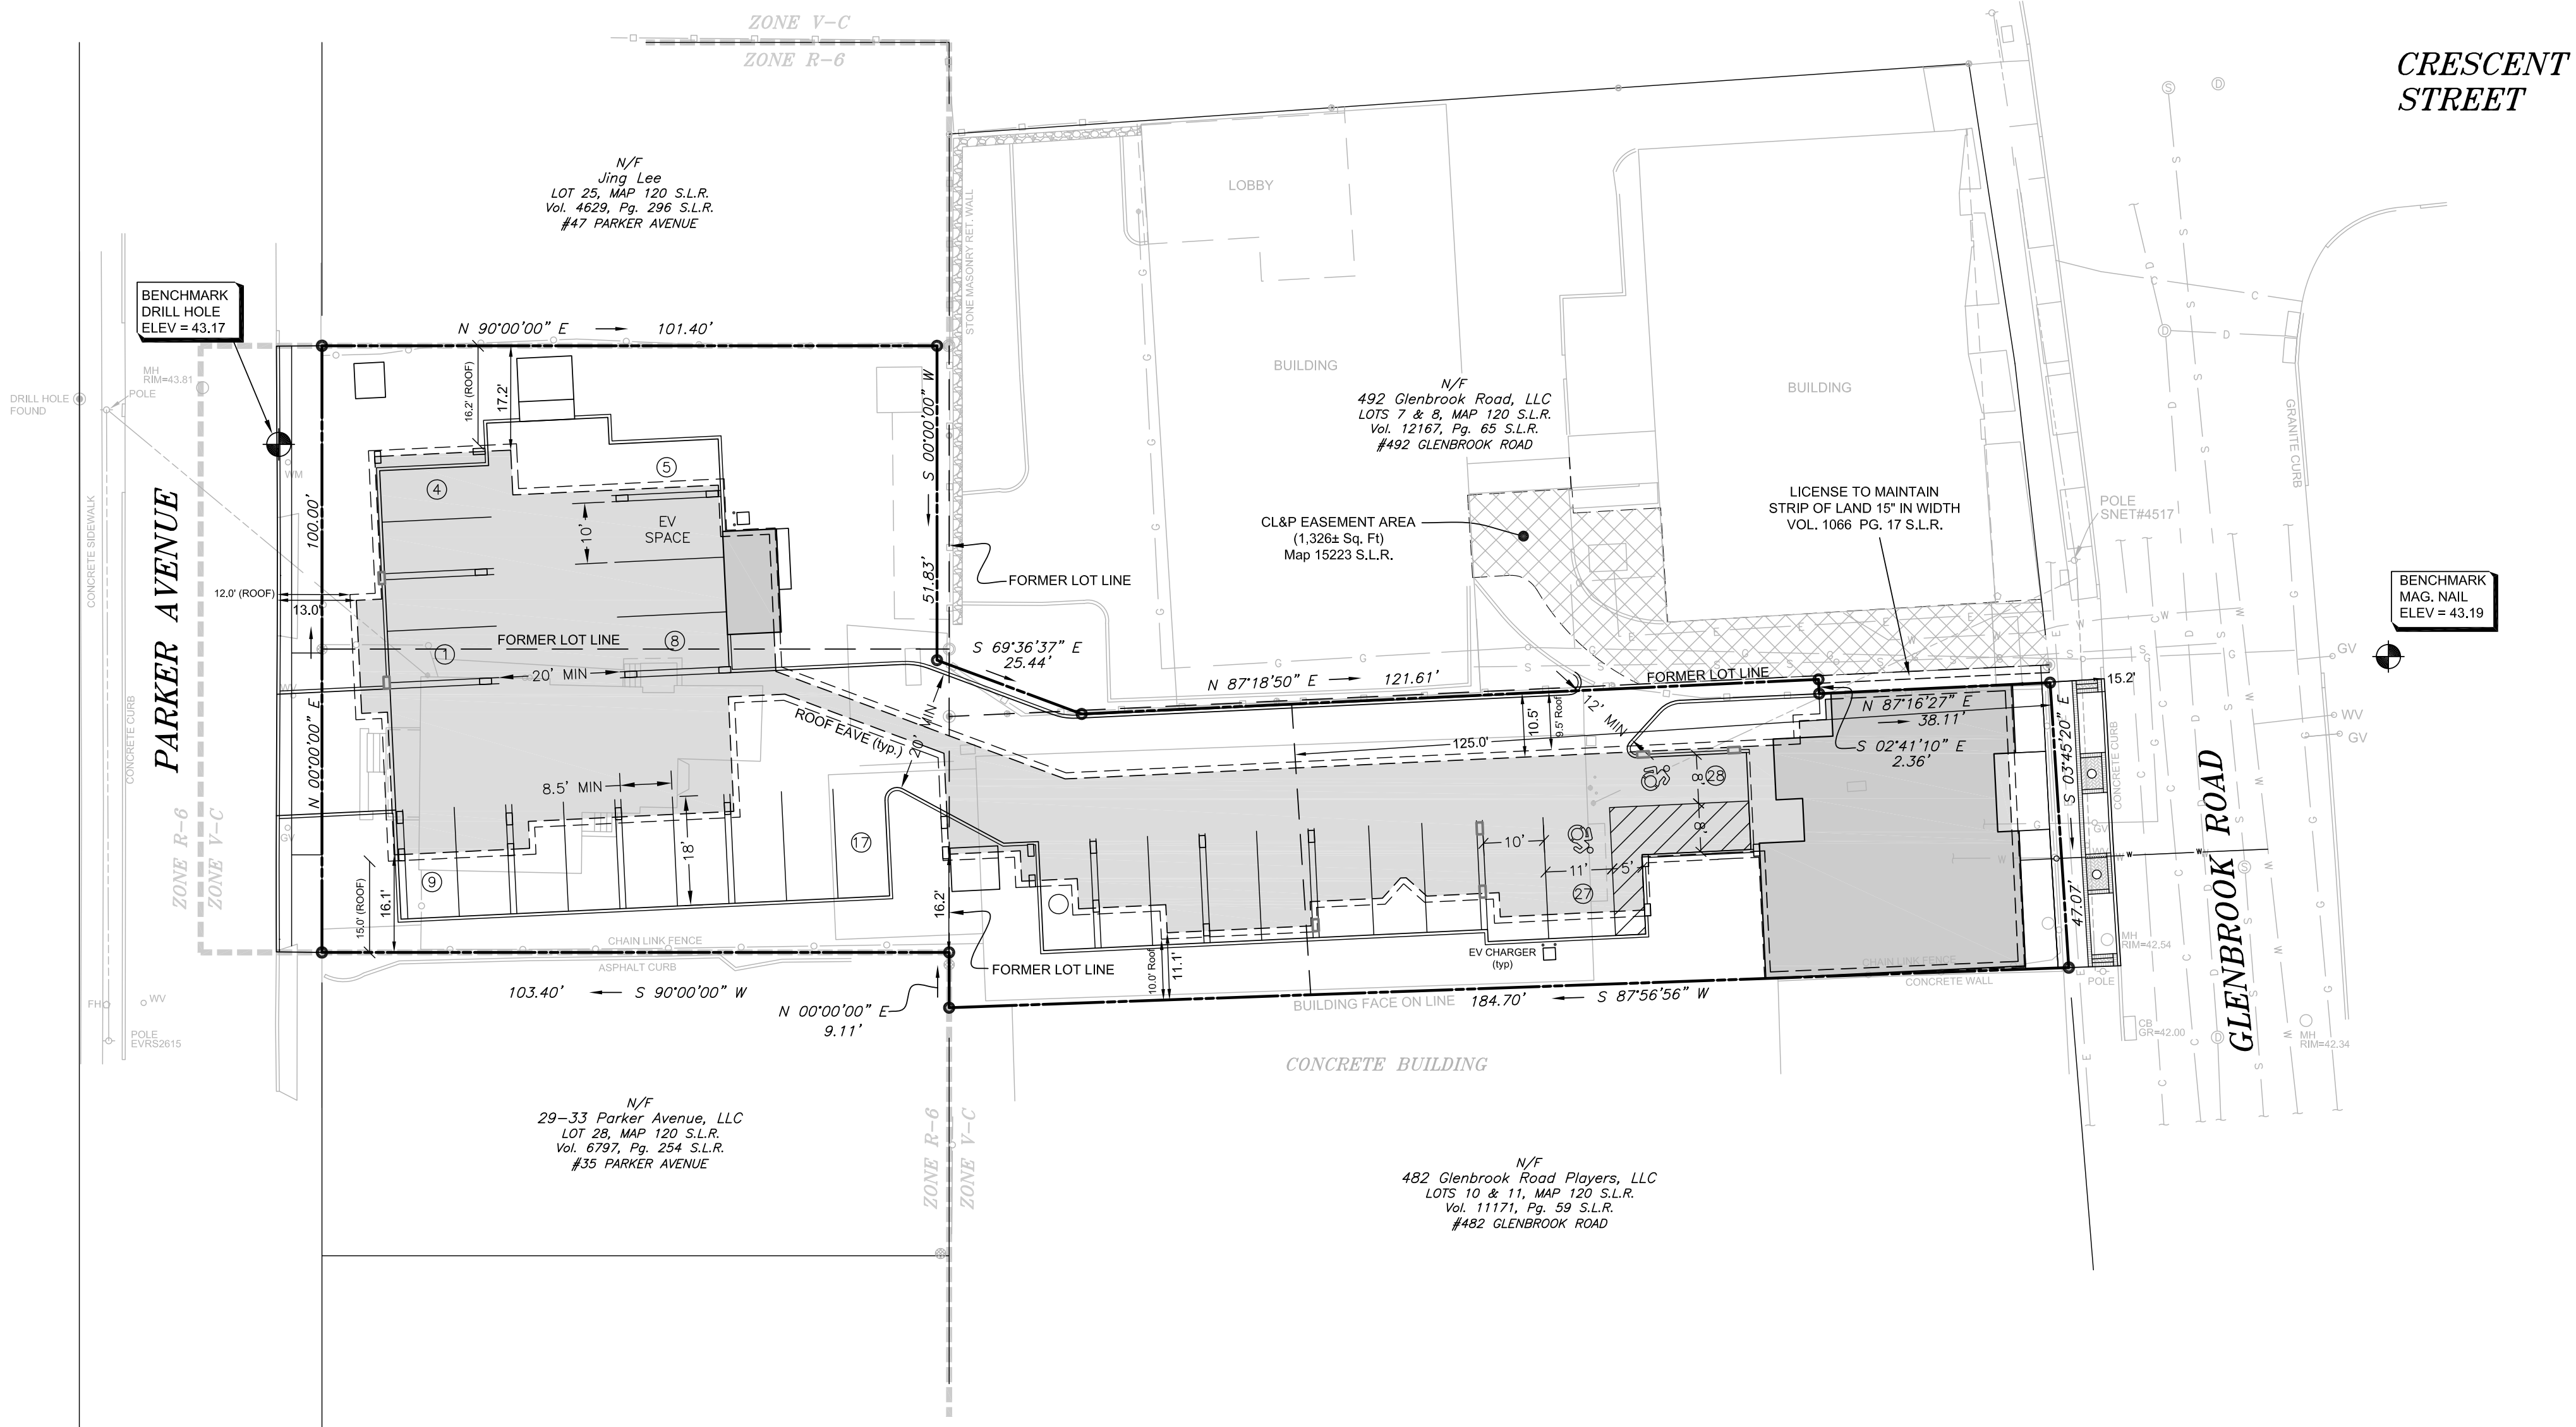 ZONE V-C
ZONE R-6
CRESCENT
STREET
N/F
Jing Lee
LOT 25, MAP 120 S.L.R.
Vol. 4629, Pg. 296 S.L.R.
#47 PARKER AVENUE
LOBBY
STONE MASONRY RET. WALL
BENCHMARK
DRILL HOLE
ELEV = 43.17
N 90°00'00" E
101.40'
MH
RIM=43.81
POLE
DRILL HOLE
FOUND
16.2' (ROOF)
17.2'
S 00°00'00" W
51.83'
BUILDING
BUILDING
N/F
492 Glenbrook Road, LLC
LOTS 7 & 8, MAP 120 S.L.R.
Vol. 12167, Pg. 65 S.L.R.
#492 GLENBROOK ROAD
GRANITE CURB
WM
4
5
EV
SPACE
10'
100.00'
N 00°00'00" E
CONCRETE SIDEWALK
PARKER AVENUE
LICENSE TO MAINTAIN
STRIP OF LAND 15" IN WIDTH
VOL. 1066 PG. 17 S.L.R.
CL&P EASEMENT AREA
(1,326± Sq. Ft)
Map 15223 S.L.R.
POLE
SNET#4517
BENCHMARK
MAG. NAIL
ELEV = 43.19
FORMER LOT LINE
12.0' (ROOF)
13.0'
FORMER LOT LINE
1
8
20' MIN
S 69°36'37" E
25.44'
N 87°18'50" E
121.61'
FORMER LOT LINE
GV
WV
15.2'
N 87°16'27" E
38.11'
S 02°41'10" E
2.36'
S 03°45'20" E
47.07'
WV
GV
CONCRETE CURB
ROOF EAVE (typ.)
20' MIN
10.5'
9.5' Roof
12' MIN
125.0'
CONCRETE CURB
GLENBROOK ROAD
8.5' MIN
18'
8'
28
8'
GV
ZONE R-6
ZONE V-C
9
17
15.0' (ROOF)
16.1'
16.2'
10'
11'
5'
27
GV
WV
CHAIN LINK FENCE
ASPHALT CURB
FORMER LOT LINE
10.0' Roof
11.1'
EV CHARGER
(typ)
CHAIN LINK FENCE
CONCRETE WALL
MH
RIM=42.54
POLE
103.40'
S 90°00'00" W
N 00°00'00" E
9.11'
BUILDING FACE ON LINE
184.70'
S 87°56'56" W
FH
WV
POLE
EVRS2615
CB
GR=42.00
MH
RIM=42.34
CONCRETE BUILDING
N/F
29-33 Parker Avenue, LLC
LOT 28, MAP 120 S.L.R.
Vol. 6797, Pg. 254 S.L.R.
#35 PARKER AVENUE
ZONE R-6
ZONE V-C
N/F
482 Glenbrook Road Players, LLC
LOTS 10 & 11, MAP 120 S.L.R.
Vol. 11171, Pg. 59 S.L.R.
#482 GLENBROOK ROAD